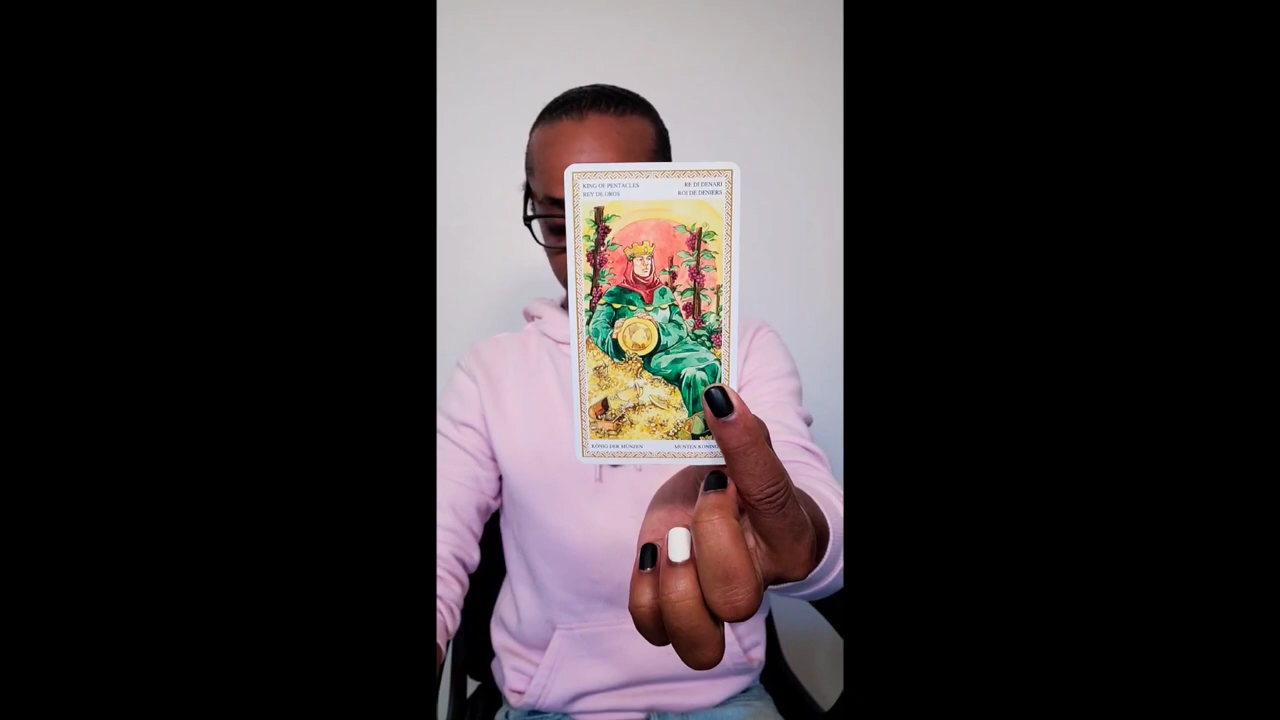 KING OF PENTACLES
REY DE OROS
RE DI DENARI
ROI DE DENIERS
KÖNIG DER MÜNZEN
MUNTEN KONING